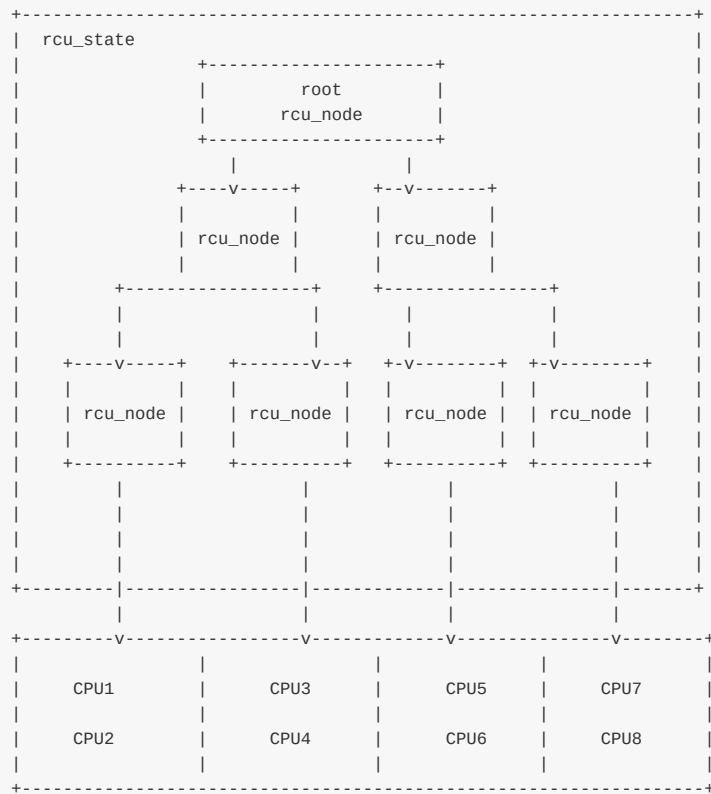 rcu_state
root
rcu_node
rcu_node rcu_node
rcu_node rcu_node rcu_node rcu_node
CPU1 CPU3 CPU5 CPU7
CPU2 CPU4 CPU6 CPU8